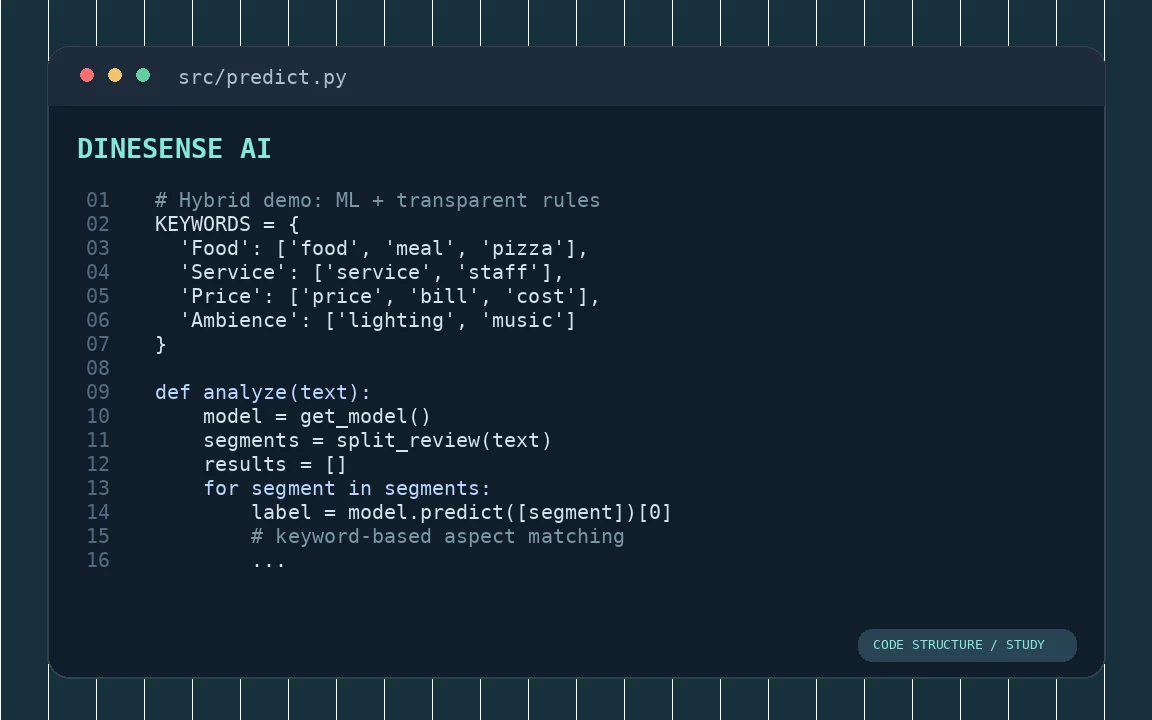 src/predict.py
DINESENSE AI
01 # Hybrid demo: ML + transparent rules
02 KEYWORDS = {
03   'Food': ['food', 'meal', 'pizza'],
04   'Service': ['service', 'staff'],
05   'Price': ['price', 'bill', 'cost'],
06   'Ambience': ['lighting', 'music']
07 }
08
09 def analyze(text):
10     model = get_model()
11     segments = split_review(text)
12     results = []
13     for segment in segments:
14         label = model.predict([segment])[0]
15         # keyword-based aspect matching
16         ...
CODE STRUCTURE / STUDY